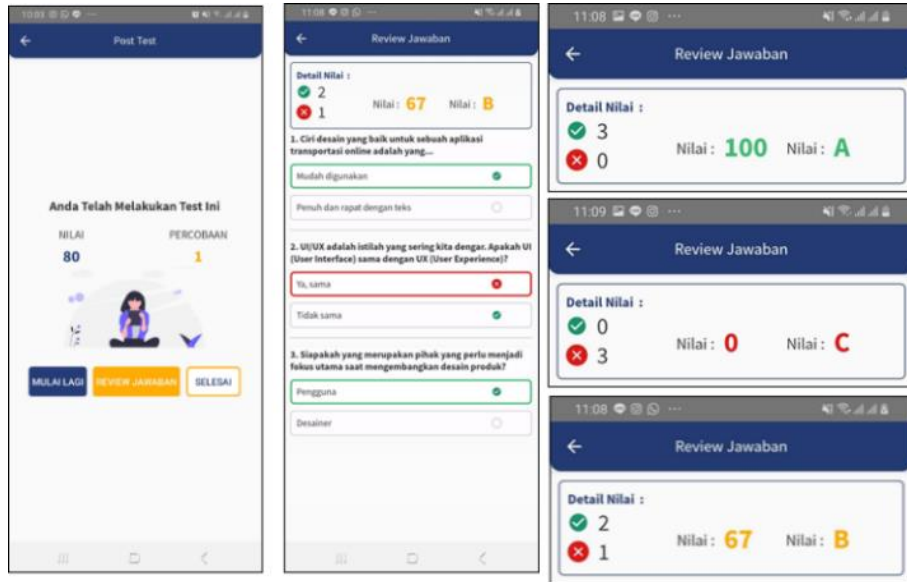 10:01
Post Test
Anda Telah Melakukan Test Ini
NILAI PERCOBAAN
80 1
MULAI LAGI REVIEW JAWABAN SELESAI
11:08
Review Jawaban
Detail Nilai :
2
1
Nilai : 67 Nilai : B
1. Ciri desain yang baik untuk sebuah aplikasi
transportasi online adalah yang...
Mudah digunakan
Penuh dan rapat dengan teks
2. UI/UX adalah istilah yang sering kita dengar. Apakah UI
(User Interface) sama dengan UX (User Experience)?
Ya, sama
Tidak sama
3. Siapakah yang merupakan pihak yang perlu menjadi
fokus utama saat mengembangkan desain produk?
Pengguna
Desainer
11:08
Review Jawaban
Detail Nilai :
3
0
Nilai : 100 Nilai : A
11:09
Review Jawaban
Detail Nilai :
0
3
Nilai : 0 Nilai : C
11:08
Review Jawaban
Detail Nilai :
2
1
Nilai : 67 Nilai : B